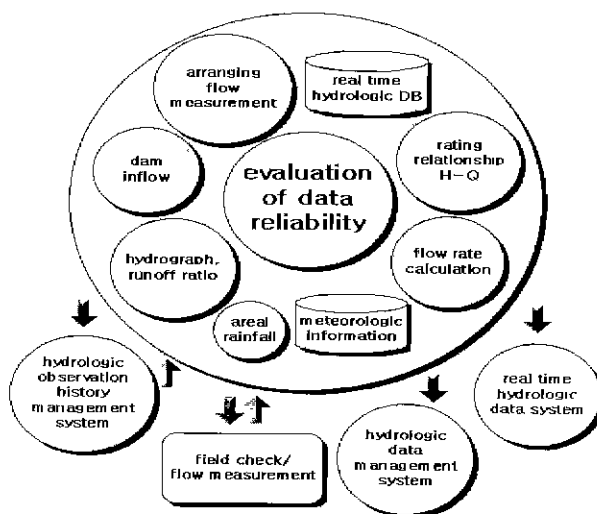 arranging
flow
measurement
real time
hydrologic DB
dam
inflow
evaluation
of data
reliability
rating
relationship
H-Q
hydrograph,
runoff ratio
flow rate
calculation
areal
rainfall
meteorologic
information
hydrologic
observation
history
management
system
field check/
flow measurement
hydrologic
data
management
system
real time
hydrologic
data system